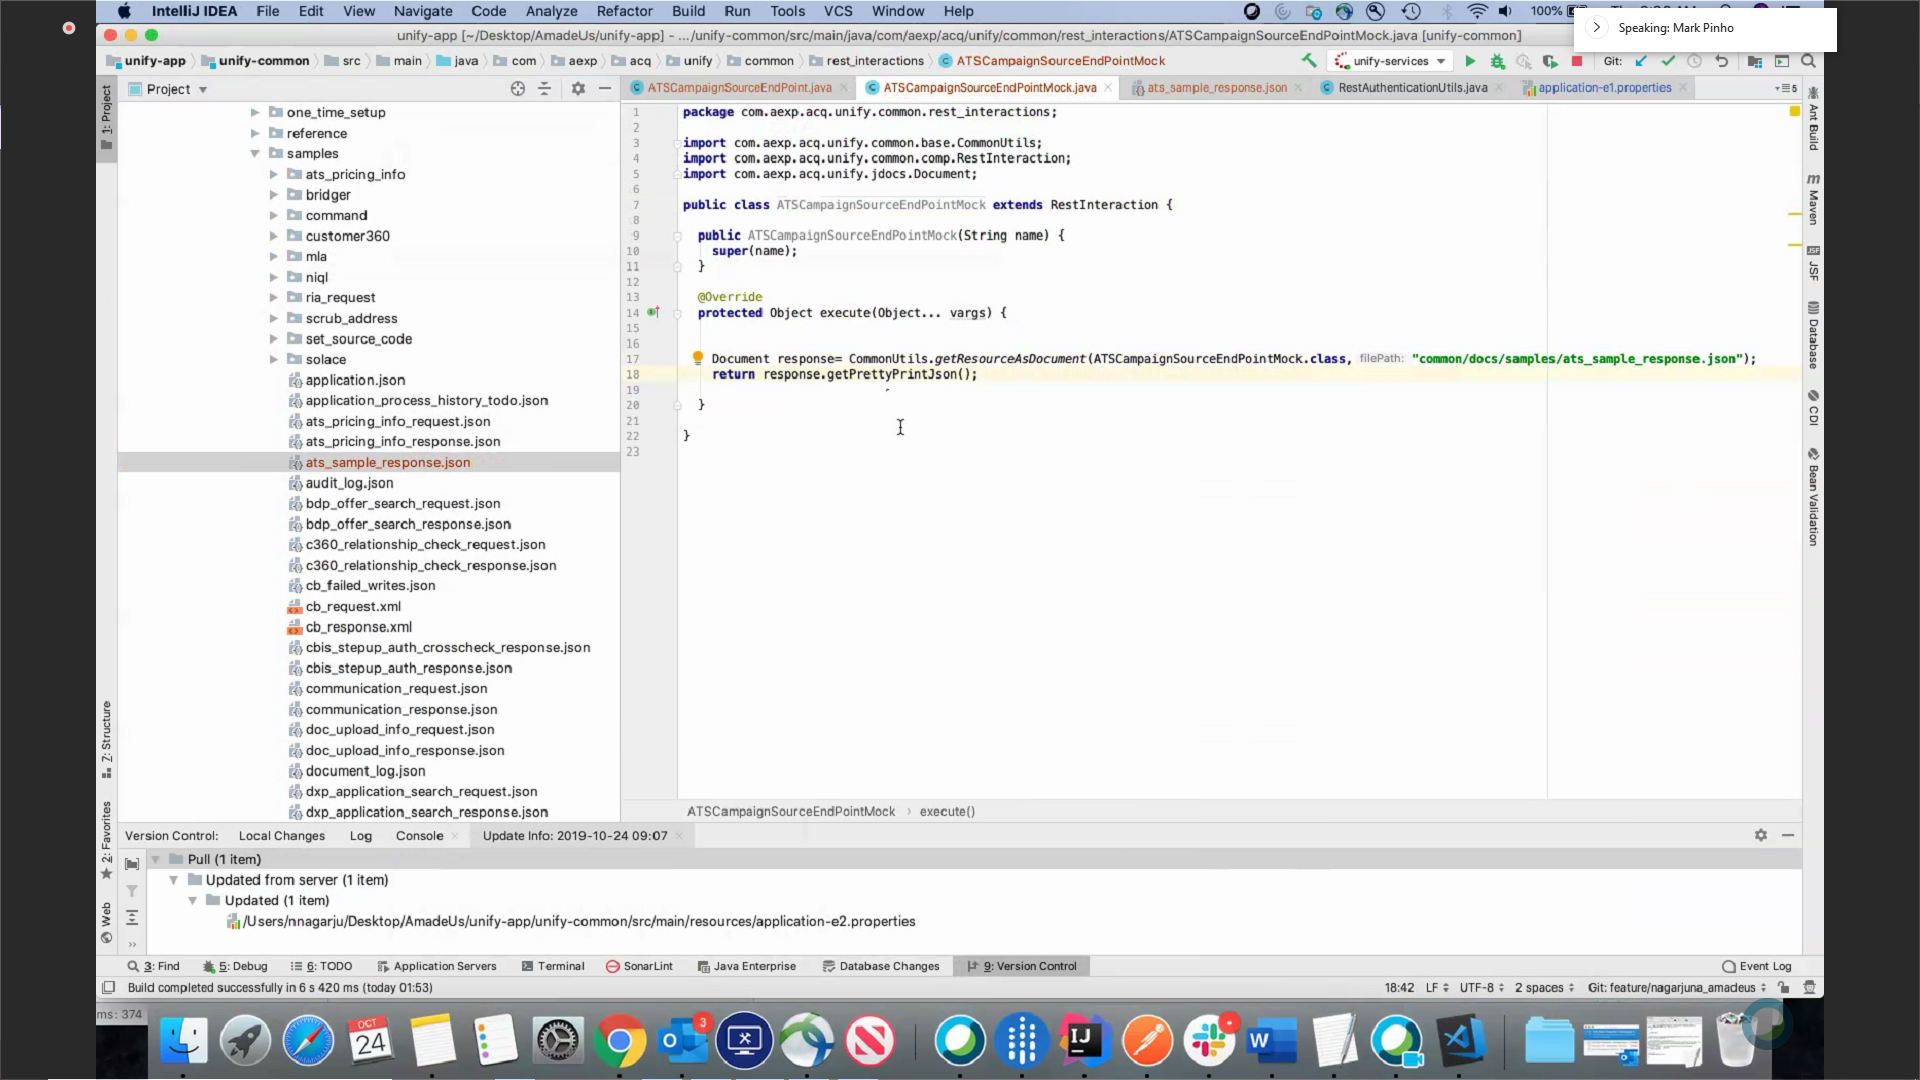 IntelliJ IDEA File Edit View Navigate Code Analyze Refactor Build Run Tools VCS Window Help 100%
Speaking: Mark Pinho
unify-app [~/Desktop/AmadeUs/unify-app] - .../unify-common/src/main/java/com/aexp/acq/unify/common/rest_interactions/ATSCampaignSourceEndPointMock.java [unify-common]
unify-app unify-common src main java com aexp acq unify common rest_interactions ATSCampaignSourceEndPointMock unify-services Git:
Project
ATSCampaignSourceEndPoint.java ATSCampaignSourceEndPointMock.java ats_sample_response.json RestAuthenticationUtils.java application-e1.properties
1: Project
one_time_setup
reference
samples
ats_pricing_info
bridger
command
customer360
mla
niql
ria_request
scrub_address
set_source_code
solace
application.json
application_process_history_todo.json
ats_pricing_info_request.json
ats_pricing_info_response.json
ats_sample_response.json
audit_log.json
bdp_offer_search_request.json
bdp_offer_search_response.json
c360_relationship_check_request.json
c360_relationship_check_response.json
cb_failed_writes.json
cb_request.xml
cb_response.xml
cbis_stepup_auth_crosscheck_response.json
cbis_stepup_auth_response.json
communication_request.json
communication_response.json
doc_upload_info_request.json
doc_upload_info_response.json
document_log.json
dxp_application_search_request.json
dxp_application_search_response.json
1 package com.aexp.acq.unify.common.rest_interactions;
2
3 import com.aexp.acq.unify.common.base.CommonUtils;
4 import com.aexp.acq.unify.common.comp.RestInteraction;
5 import com.aexp.acq.unify.jdocs.Document;
6
7 public class ATSCampaignSourceEndPointMock extends RestInteraction {
8
9 public ATSCampaignSourceEndPointMock(String name) {
10 super(name);
11 }
12
13 @Override
14 protected Object execute(Object... vargs) {
15
16
17 Document response= CommonUtils.getResourceAsDocument(ATSCampaignSourceEndPointMock.class, filePath: "common/docs/samples/ats_sample_response.json");
18 return response.getPrettyPrintJson();
19
20 }
21
22 }
23
ATSCampaignSourceEndPointMock › execute()
Ant Build
Maven
JSF
Database
CDI
Bean Validation
Z: Structure
2: Favorites
Web
Version Control: Local Changes Log Console Update Info: 2019-10-24 09:07
Pull (1 item)
Updated from server (1 item)
Updated (1 item)
/Users/nnagarju/Desktop/AmadeUs/unify-app/unify-common/src/main/resources/application-e2.properties
3: Find 5: Debug 6: TODO Application Servers Terminal SonarLint Java Enterprise Database Changes 9: Version Control Event Log
Build completed successfully in 6 s 420 ms (today 01:53) 18:42 LF UTF-8 2 spaces Git: feature/nagarjuna_amadeus
ms: 374
OCT
24
3